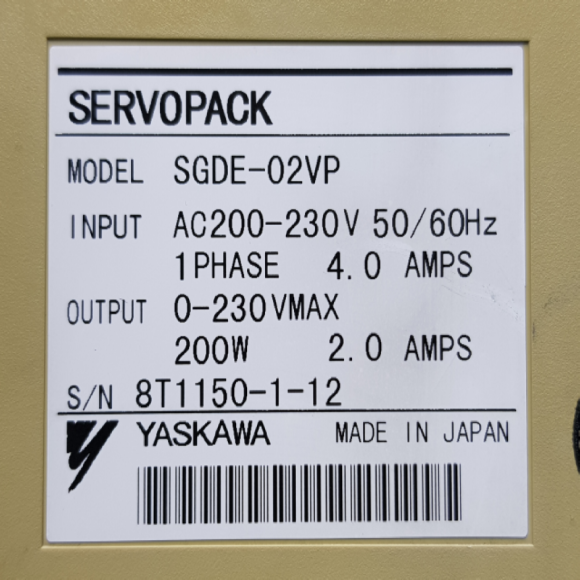 SERVOPACK
MODEL SGDE-02VP
INPUT AC200-230V 50/60Hz
1PHASE 4.0 AMPS
OUTPUT 0-230VMAX
200W 2.0 AMPS
S/N 8T1150-1-12
YASKAWA MADE IN JAPAN